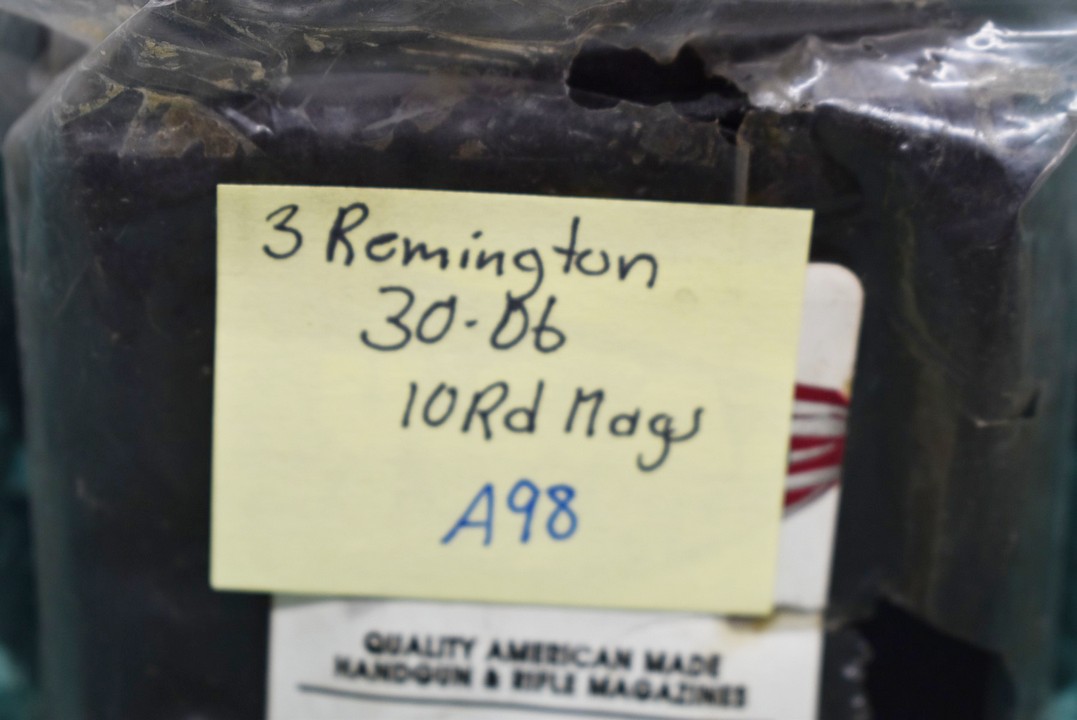 3 Remington
30-06
10Rd Mags
A98
QUALITY AMERICAN MADE
HANDGUN & RIFLE MAGAZINES